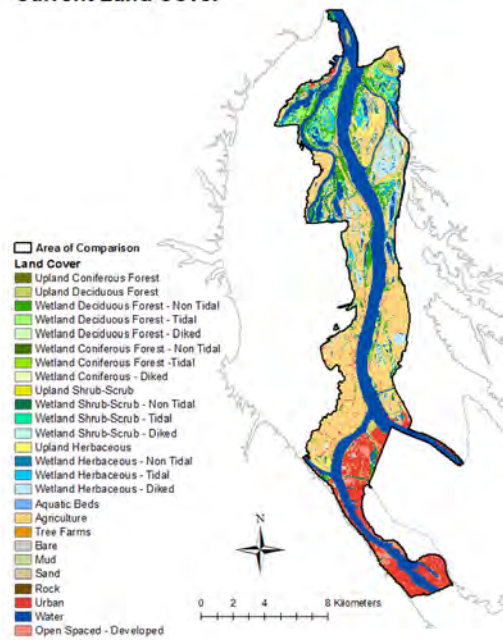 Current Land Cover
Area of Comparison
Land Cover
Upland Coniferous Forest
Upland Deciduous Forest
Wetland Deciduous Forest - Non Tidal
Wetland Deciduous Forest - Tidal
Wetland Deciduous Forest - Diked
Wetland Coniferous Forest - Non Tidal
Wetland Coniferous Forest -Tidal
Wetland Coniferous - Diked
Upland Shrub-Scrub
Wetland Shrub-Scrub - Non Tidal
Wetland Shrub-Scrub - Tidal
Wetland Shrub-Scrub - Diked
Upland Herbaceous
Wetland Herbaceous - Non Tidal
Wetland Herbaceous - Tidal
Wetland Herbaceous - Diked
Aquatic Beds
Agriculture
Tree Farms
Bare
Mud
Sand
Rock
Urban
Water
Open Spaced - Developed
N
0 2 4 8 Kilometers